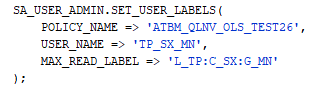 SA_USER_ADMIN.SET_USER_LABELS(
    POLICY_NAME => 'ATBM_QLNV_OLS_TEST26',
    USER_NAME => 'TP_SX_MN',
    MAX_READ_LABEL => 'L_TP:C_SX:G_MN'
);